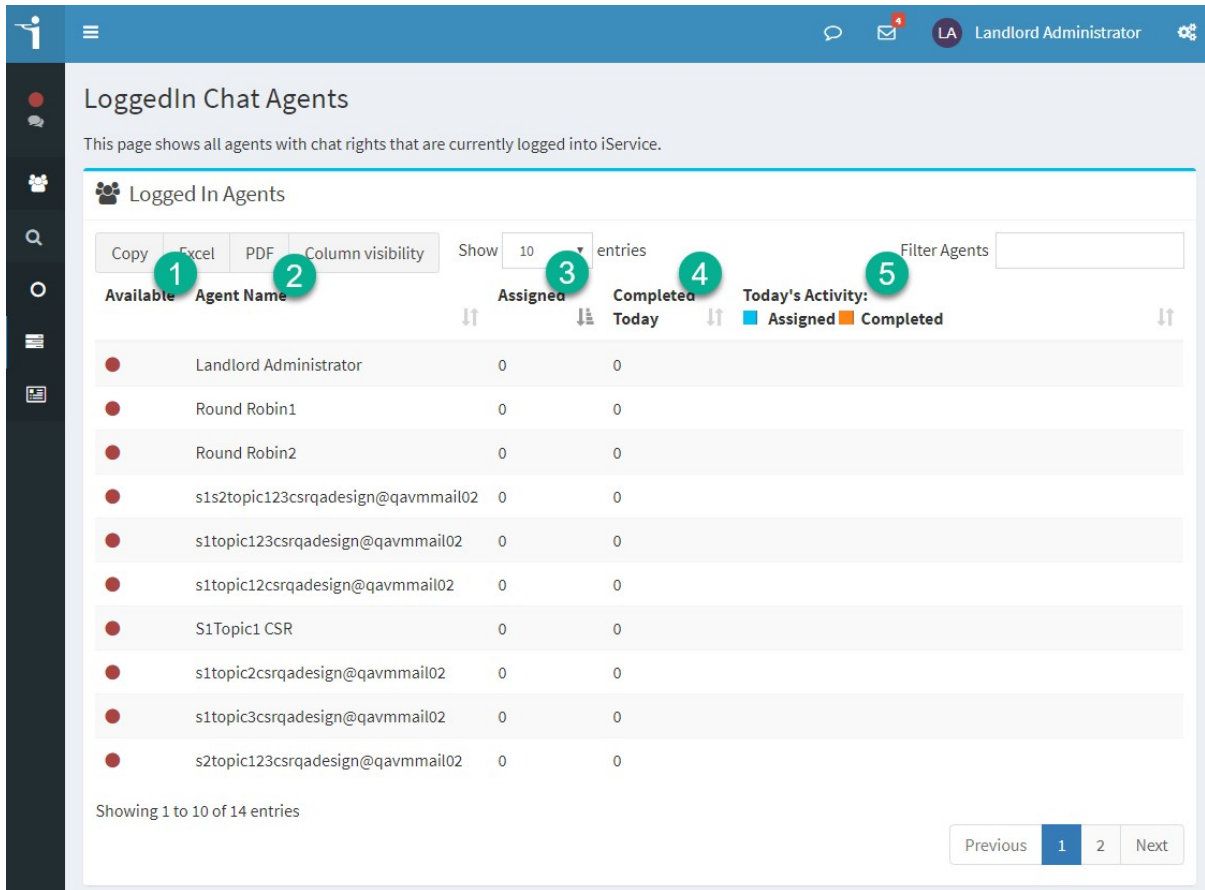 4
LA Landlord Administrator
LoggedIn Chat Agents
This page shows all agents with chat rights that are currently logged into iService.
Logged In Agents
Copy Excel PDF Column visibility Show 10 entries Filter Agents
1 2 3 4 5
Available Agent Name Assigned Completed Today Today's Activity:
Assigned Completed
Landlord Administrator 0 0
Round Robin1 0 0
Round Robin2 0 0
s1s2topic123csrqadesign@qavmmail02 0 0
s1topic123csrqadesign@qavmmail02 0 0
s1topic12csrqadesign@qavmmail02 0 0
S1Topic1 CSR 0 0
s1topic2csrqadesign@qavmmail02 0 0
s1topic3csrqadesign@qavmmail02 0 0
s2topic123csrqadesign@qavmmail02 0 0
Showing 1 to 10 of 14 entries
Previous 1 2 Next